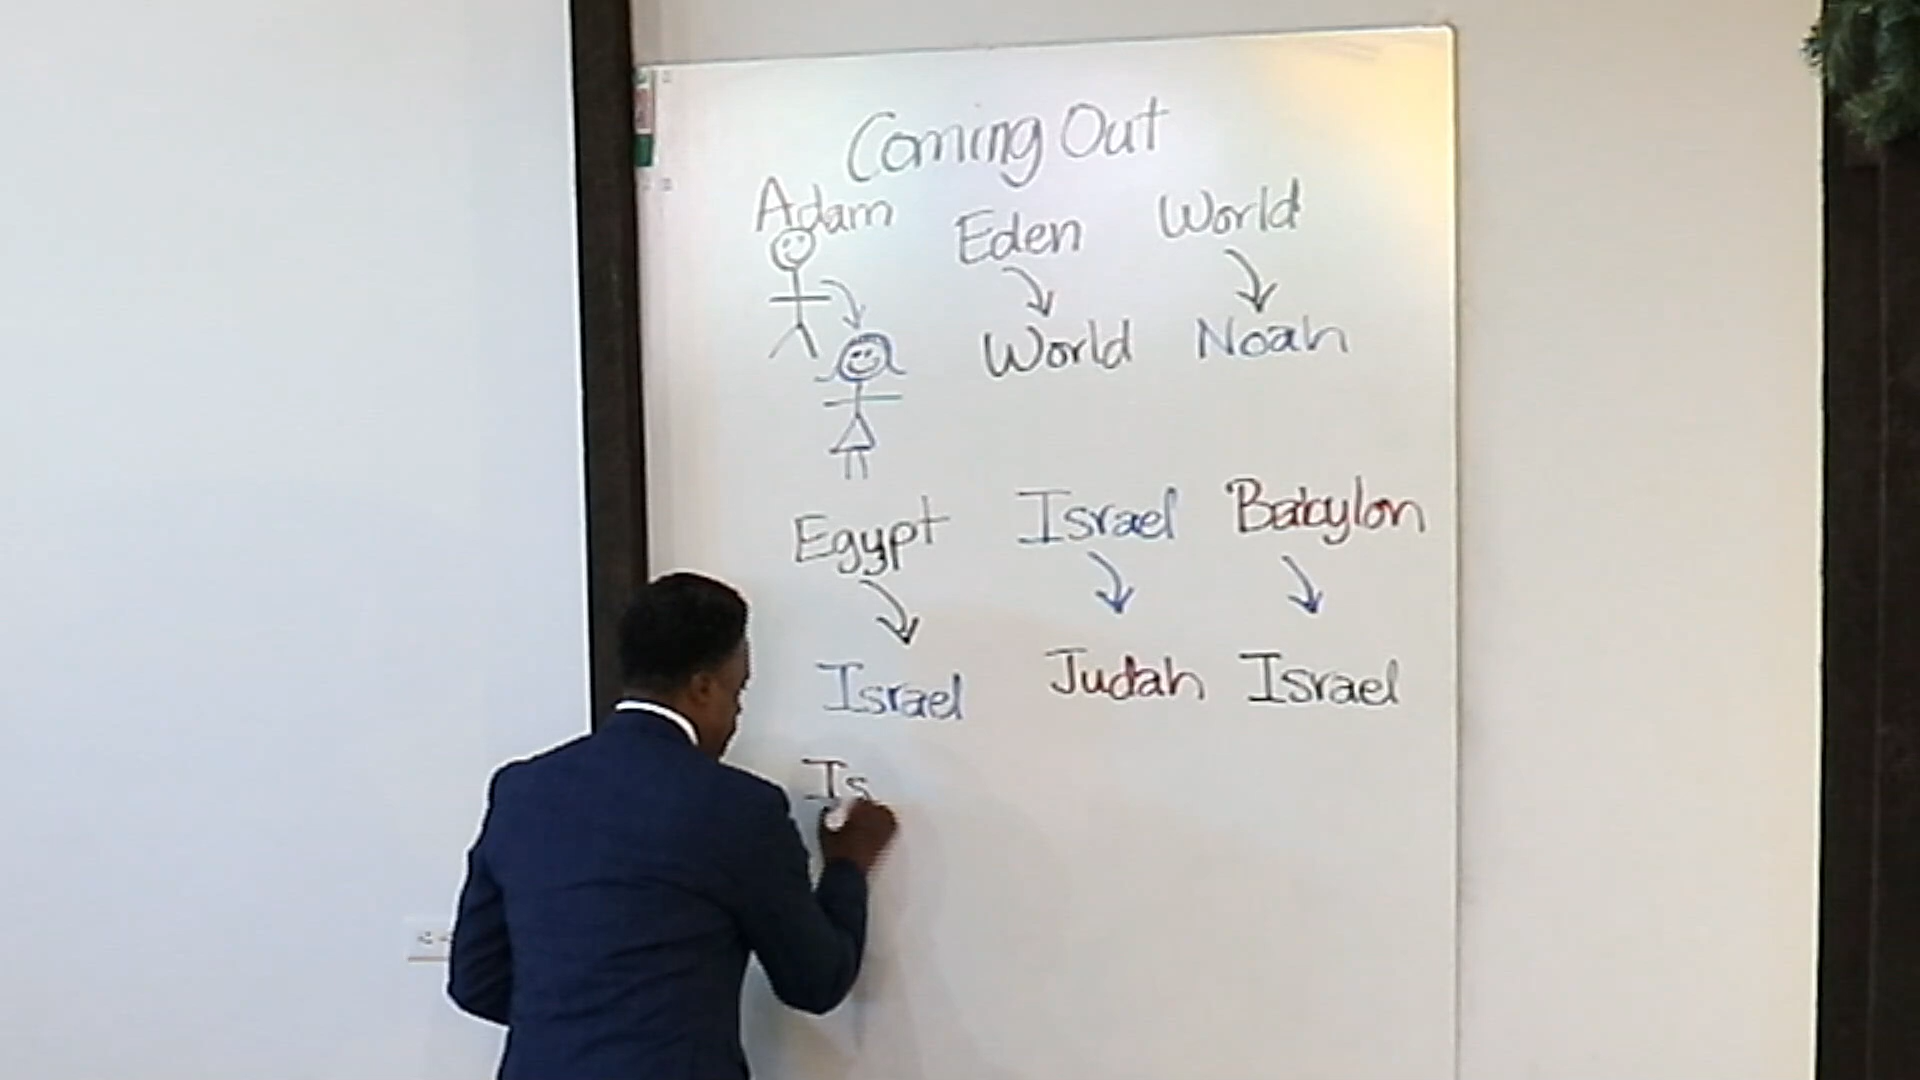 Coming Out
Adam Eden World
World Noah
Egypt Israel Babylon
Israel Judah Israel
Is